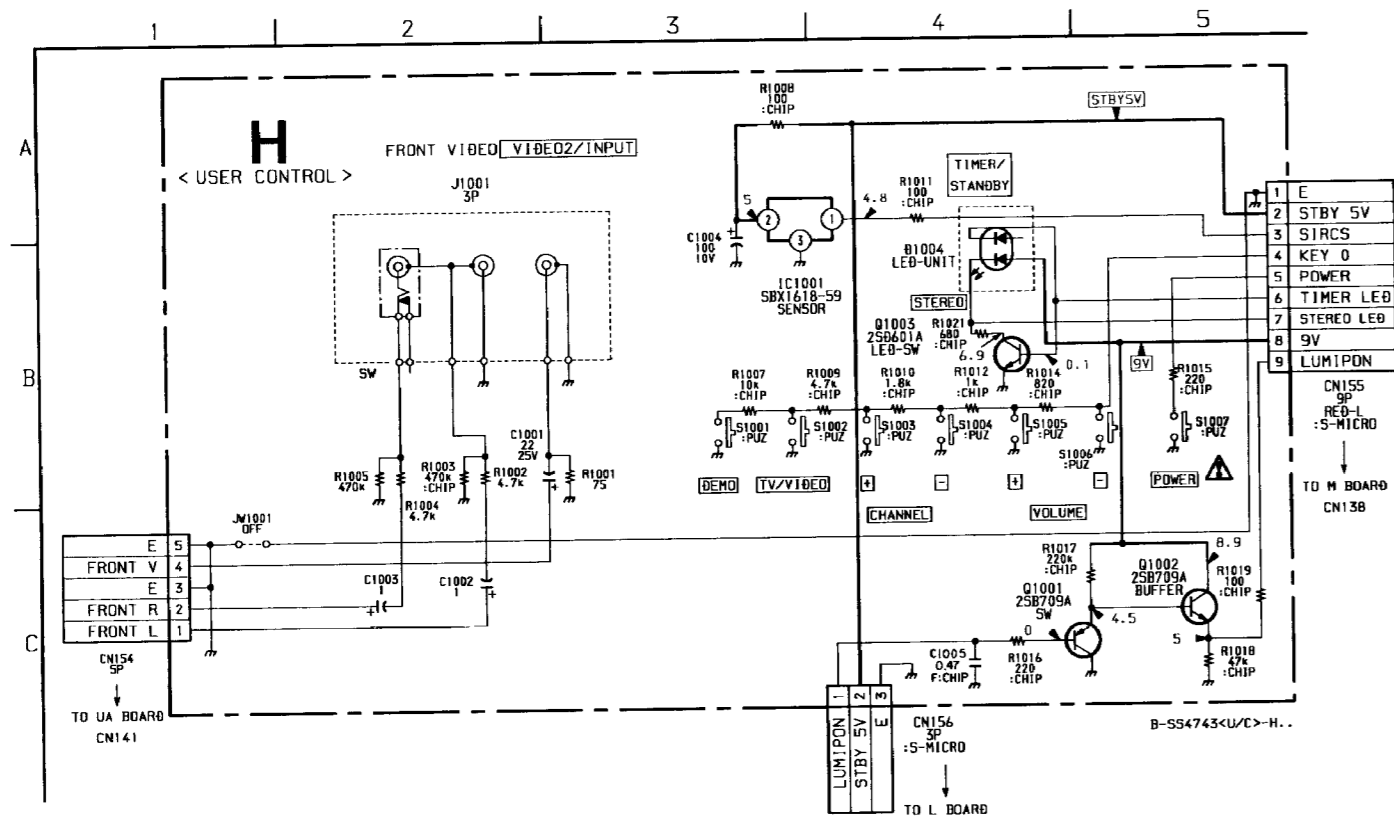 1
2
3
4
5
A
B
C
H
< USER CONTROL >
FRONT VIDEO VIDEO2/INPUT
J1001
3P
SW
R1008
100
:CHIP
STBY5V
TIMER/
STANDBY
R1011
100
:CHIP
5
4.8
2
1
3
C1004
100
10V
IC1001
SBX1618-59
SENSOR
D1004
LED-UNIT
STEREO
Q1003
2SD601A
LED-SW
R1021
680
:CHIP
6.9
0.1
9V
1 E
2 STBY 5V
3 SIRCS
4 KEY 0
5 POWER
6 TIMER LED
7 STEREO LED
8 9V
9 LUMIPON
CN155
9P
RED-L
:S-MICRO
TO M BOARD
CN138
R1007
10k
:CHIP
R1009
4.7k
:CHIP
R1010
1.8k
:CHIP
R1012
1k
:CHIP
R1014
820
:CHIP
R1015
220
:CHIP
S1001
:PUZ
S1002
:PUZ
S1003
:PUZ
S1004
:PUZ
S1005
:PUZ
S1006
:PUZ
S1007
:PUZ
DEMO
TV/VIDEO
+
-
+
-
POWER
CHANNEL
VOLUME
R1005
470k
R1004
4.7k
R1003
470k
:CHIP
R1002
4.7k
C1001
22
25V
+
R1001
75
JW1001
OFF
E 5
FRONT V 4
E 3
FRONT R 2
FRONT L 1
CN154
5P
TO UA BOARD
CN141
C1003
1
+
C1002
1
+
R1017
220k
:CHIP
Q1001
2SB709A
SW
Q1002
2SB709A
BUFFER
8.9
R1019
100
:CHIP
4.5
5
0
R1018
47k
:CHIP
C1005
0.47
F:CHIP
R1016
220
:CHIP
1 LUMIPON
2 STBY 5V
3 E
CN156
3P
:S-MICRO
TO L BOARD
B-SS4743<U/C>-H..